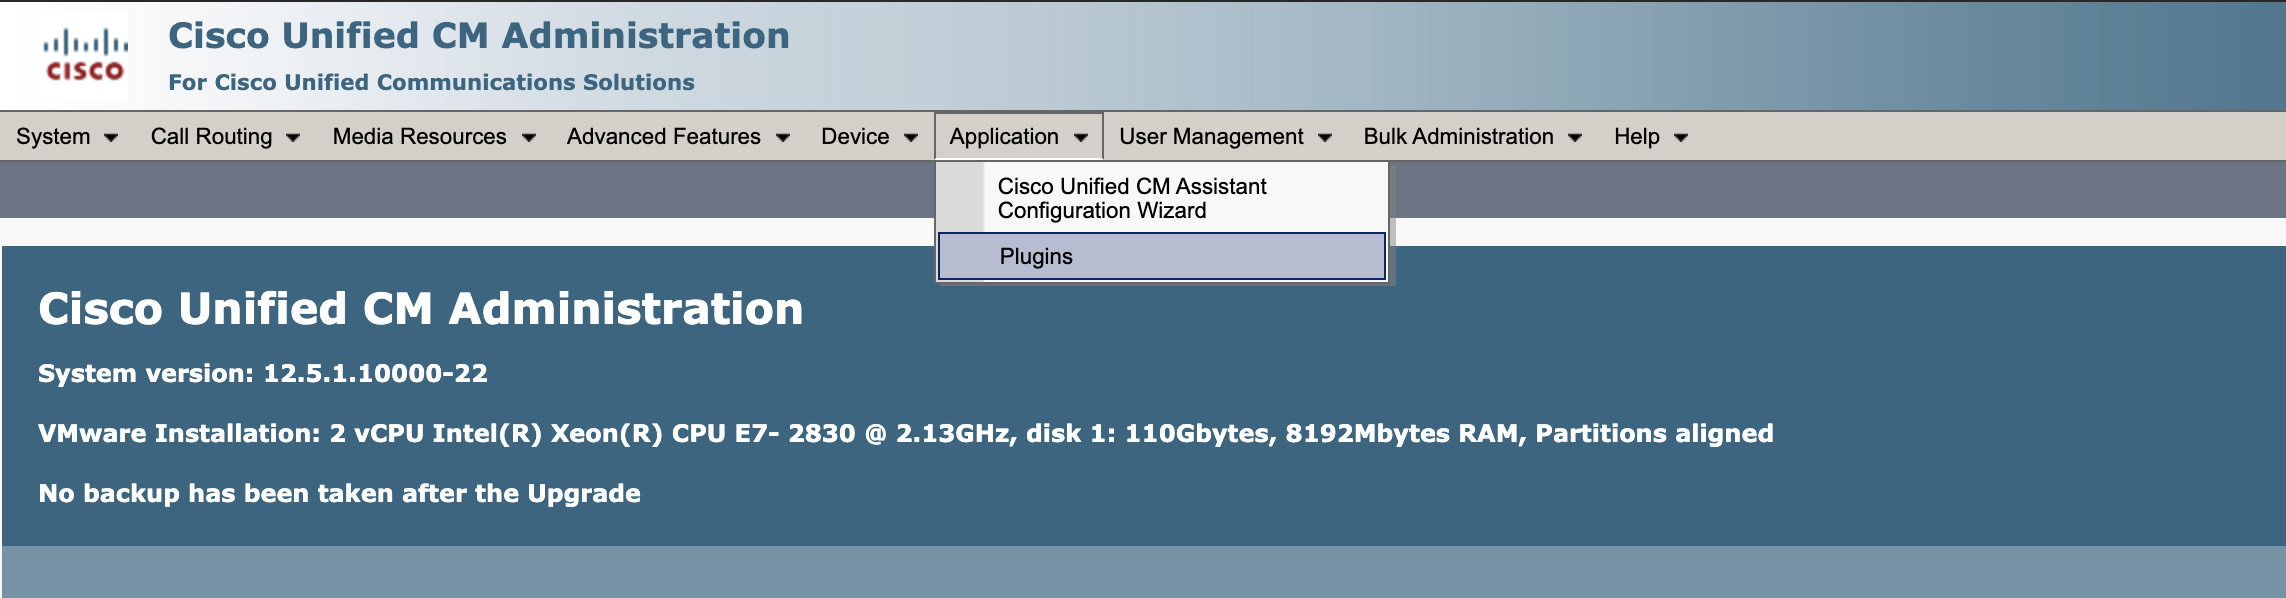 CISCO
Cisco Unified CM Administration
For Cisco Unified Communications Solutions
System Call Routing Media Resources Advanced Features Device Application User Management Bulk Administration Help
Cisco Unified CM Assistant
Configuration Wizard
Plugins
Cisco Unified CM Administration
System version: 12.5.1.10000-22
VMware Installation: 2 vCPU Intel(R) Xeon(R) CPU E7- 2830 @ 2.13GHz, disk 1: 110Gbytes, 8192Mbytes RAM, Partitions aligned
No backup has been taken after the Upgrade